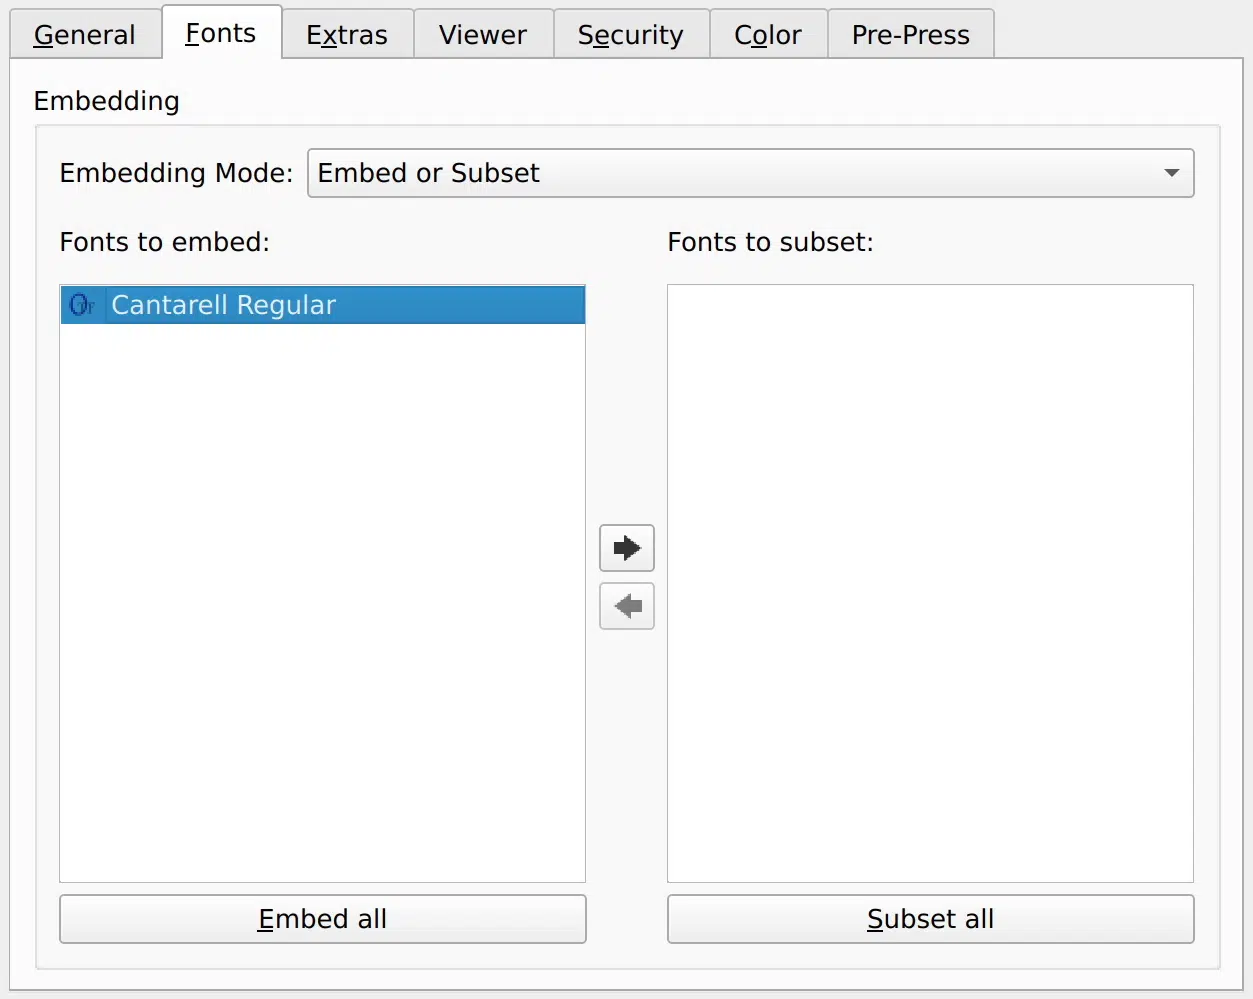 General Fonts Extras Viewer Security Color Pre-Press
Embedding
Embedding Mode: Embed or Subset
Fonts to embed: Fonts to subset:
Cantarell Regular
Embed all Subset all